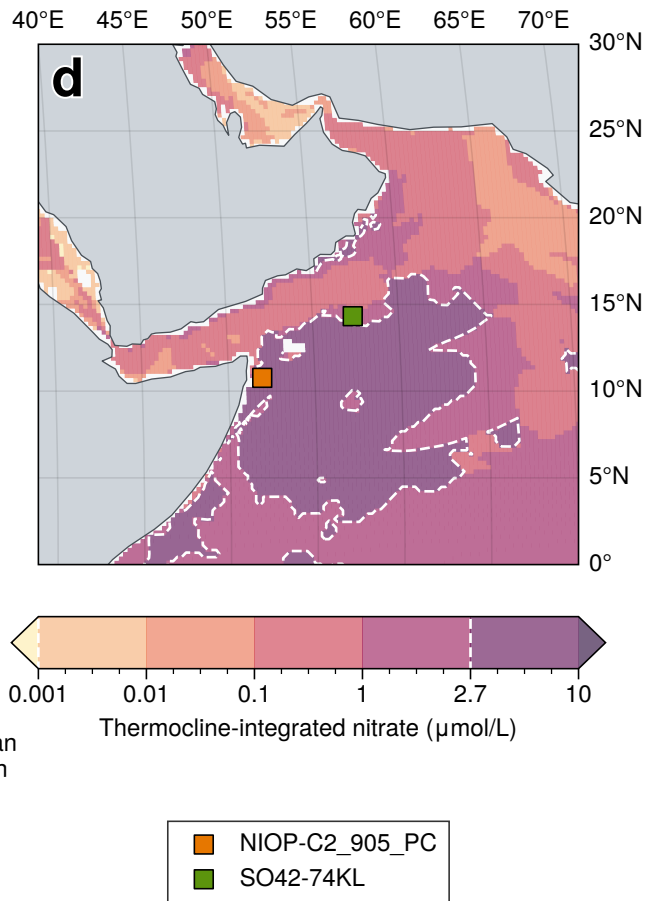 40°E 45°E 50°E 55°E 60°E 65°E 70°E
30°N
d
25°N
20°N
15°N
10°N
5°N
0°
0.001 0.01 0.1 1 2.7 10
Thermocline-integrated nitrate (µmol/L)
an
n
NIOP-C2_905_PC
SO42-74KL